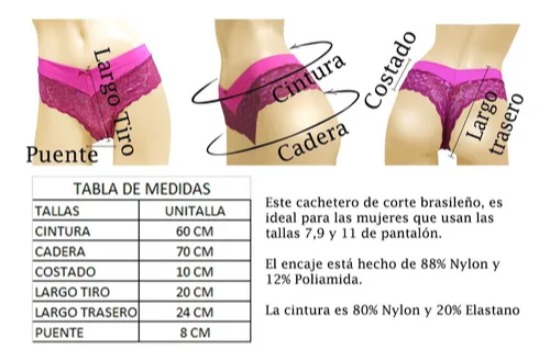 Largo Tiro
Puente
Cintura
Cadera
Costado
Largo
trasero
TABLA DE MEDIDAS
TALLAS UNITALLA
CINTURA 60 CM
CADERA 70 CM
COSTADO 10 CM
LARGO TIRO 20 CM
LARGO TRASERO 24 CM
PUENTE 8 CM
Este cachetero de corte brasileño, es
ideal para las mujeres que usan las
tallas 7,9 y 11 de pantalón.
El encaje está hecho de 88% Nylon y
12% Poliamida.
La cintura es 80% Nylon y 20% Elastano